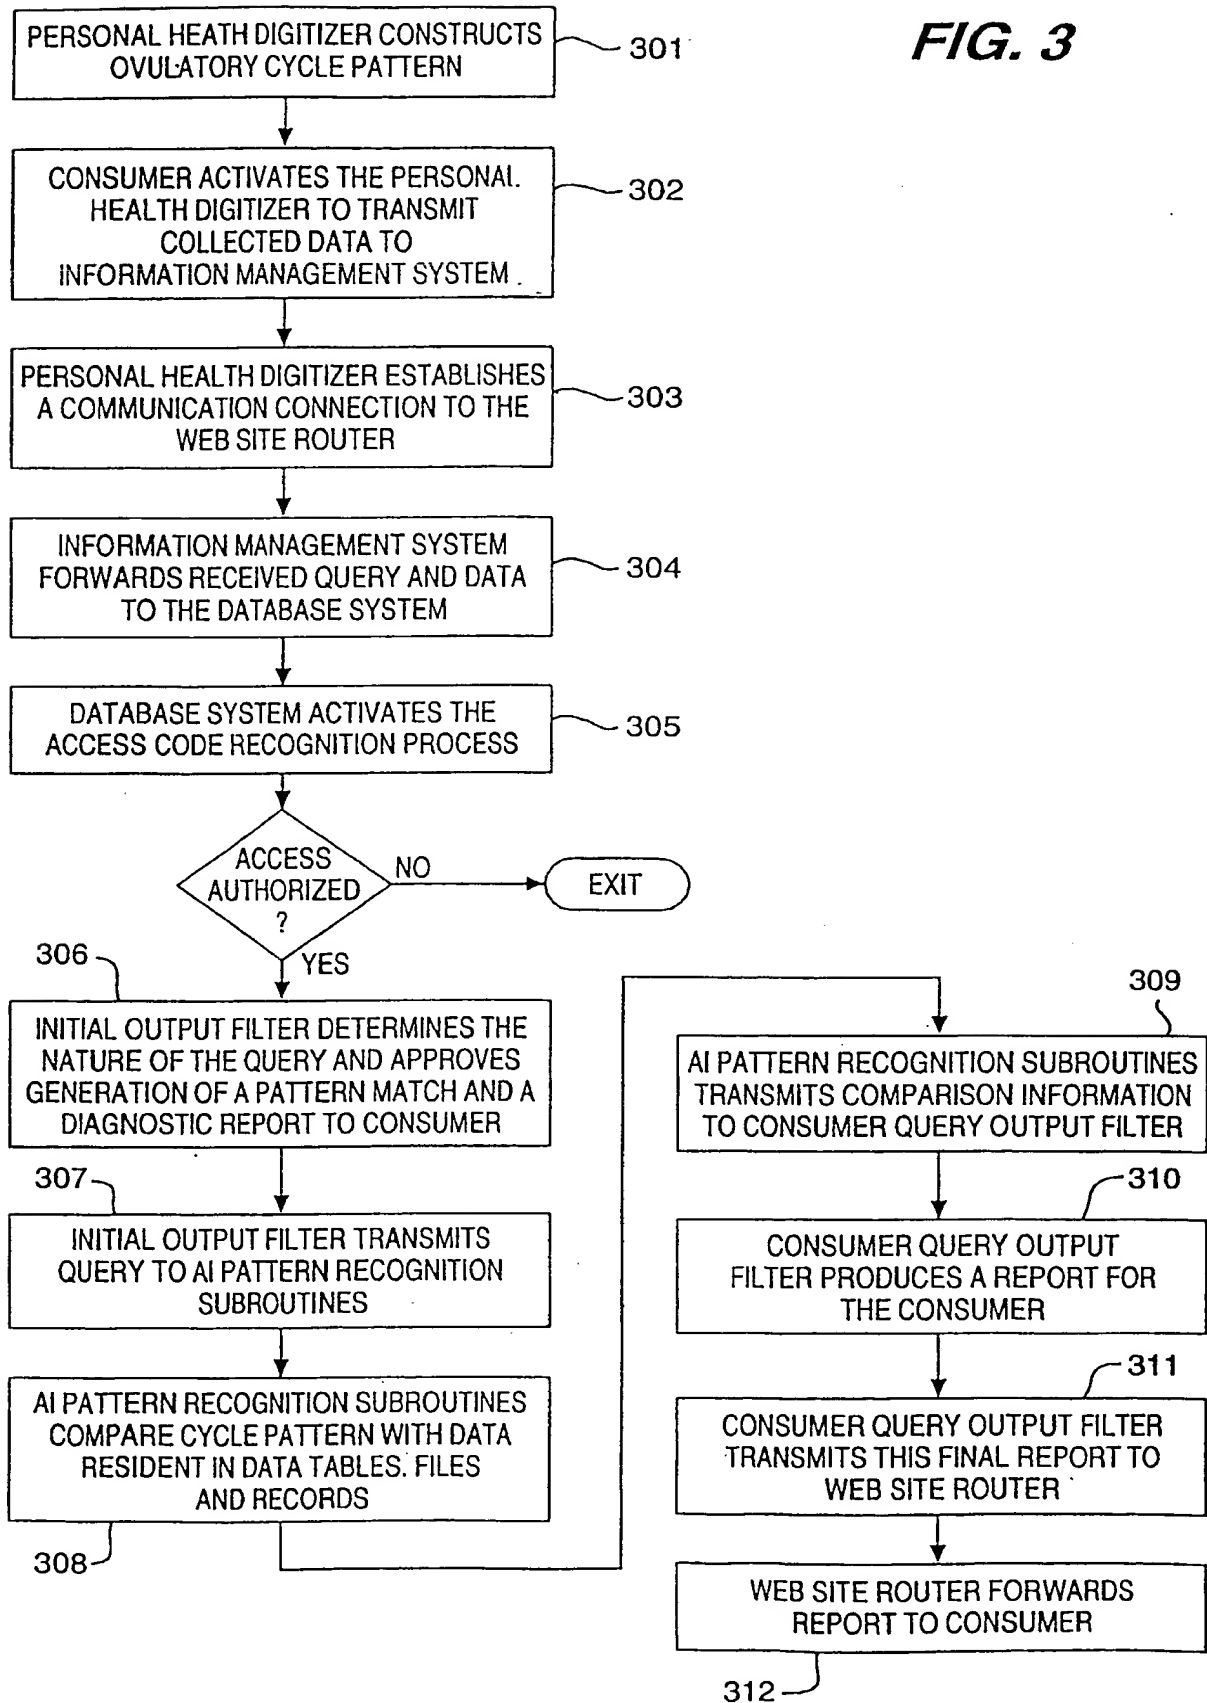 FIG. 3
PERSONAL HEATH DIGITIZER CONSTRUCTS
OVULATORY CYCLE PATTERN
301
CONSUMER ACTIVATES THE PERSONAL
HEALTH DIGITIZER TO TRANSMIT
COLLECTED DATA TO
INFORMATION MANAGEMENT SYSTEM.
302
PERSONAL HEALTH DIGITIZER ESTABLISHES
A COMMUNICATION CONNECTION TO THE
WEB SITE ROUTER
303
INFORMATION MANAGEMENT SYSTEM
FORWARDS RECEIVED QUERY AND DATA
TO THE DATABASE SYSTEM
304
DATABASE SYSTEM ACTIVATES THE
ACCESS CODE RECOGNITION PROCESS
305
ACCESS
AUTHORIZED
?
NO
EXIT
YES
306
INITIAL OUTPUT FILTER DETERMINES THE
NATURE OF THE QUERY AND APPROVES
GENERATION OF A PATTERN MATCH AND A
DIAGNOSTIC REPORT TO CONSUMER
307
INITIAL OUTPUT FILTER TRANSMITS
QUERY TO AI PATTERN RECOGNITION
SUBROUTINES
AI PATTERN RECOGNITION SUBROUTINES
COMPARE CYCLE PATTERN WITH DATA
RESIDENT IN DATA TABLES. FILES
AND RECORDS
308
309
AI PATTERN RECOGNITION SUBROUTINES
TRANSMITS COMPARISON INFORMATION
TO CONSUMER QUERY OUTPUT FILTER
310
CONSUMER QUERY OUTPUT
FILTER PRODUCES A REPORT FOR
THE CONSUMER
311
CONSUMER QUERY OUTPUT FILTER
TRANSMITS THIS FINAL REPORT TO
WEB SITE ROUTER
WEB SITE ROUTER FORWARDS
REPORT TO CONSUMER
312